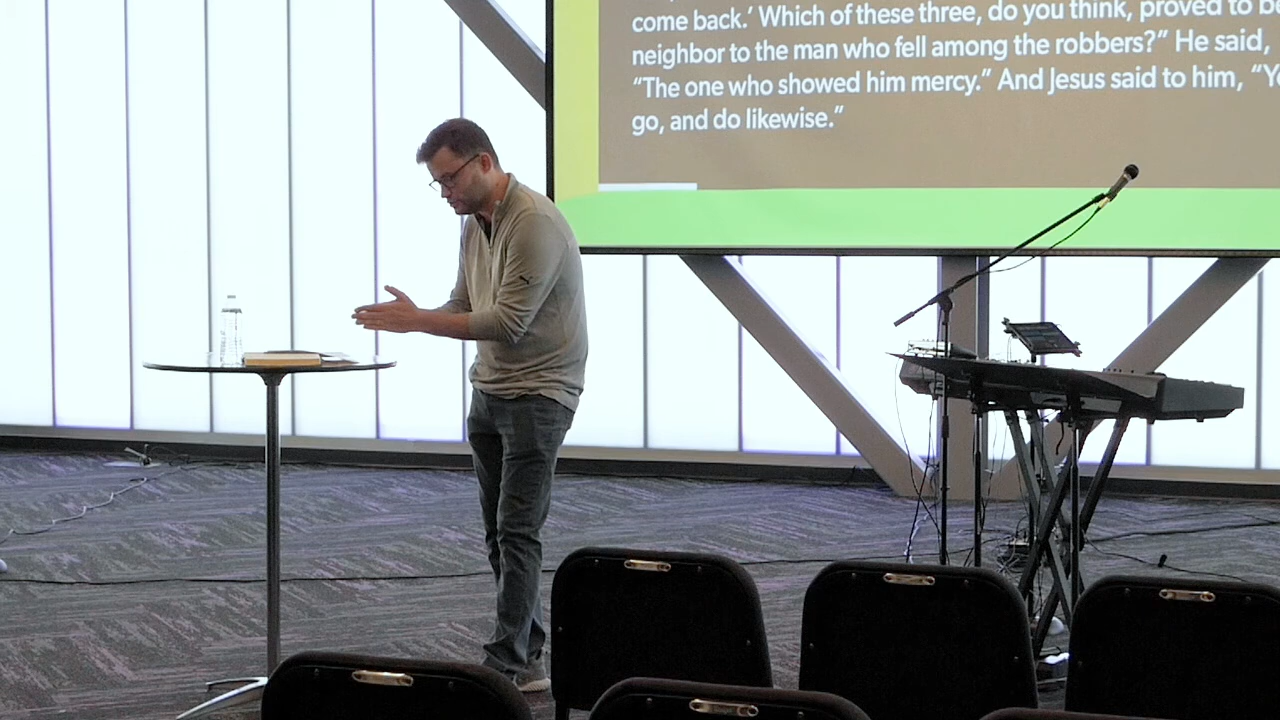 come back.’ Which of these three, do you think, proved to be
neighbor to the man who fell among the robbers?” He said,
“The one who showed him mercy.” And Jesus said to him,
go, and do likewise.”